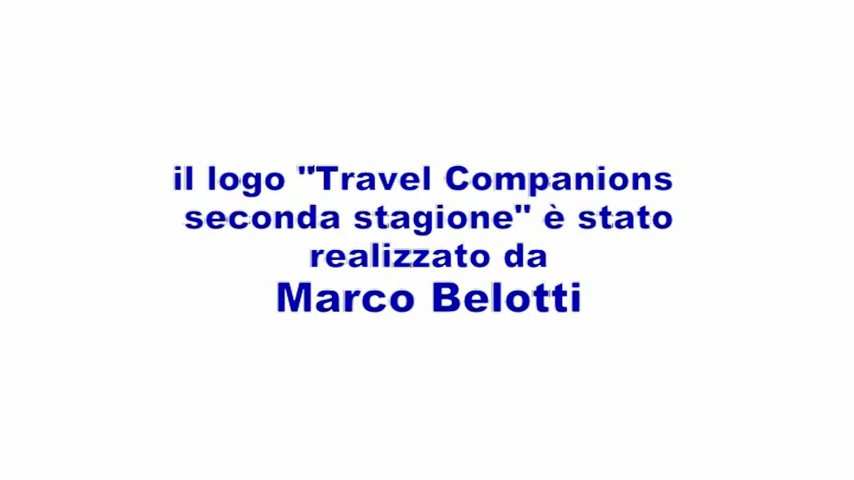 il logo "Travel Companions
seconda stagione" è stato
realizzato da
Marco Belotti